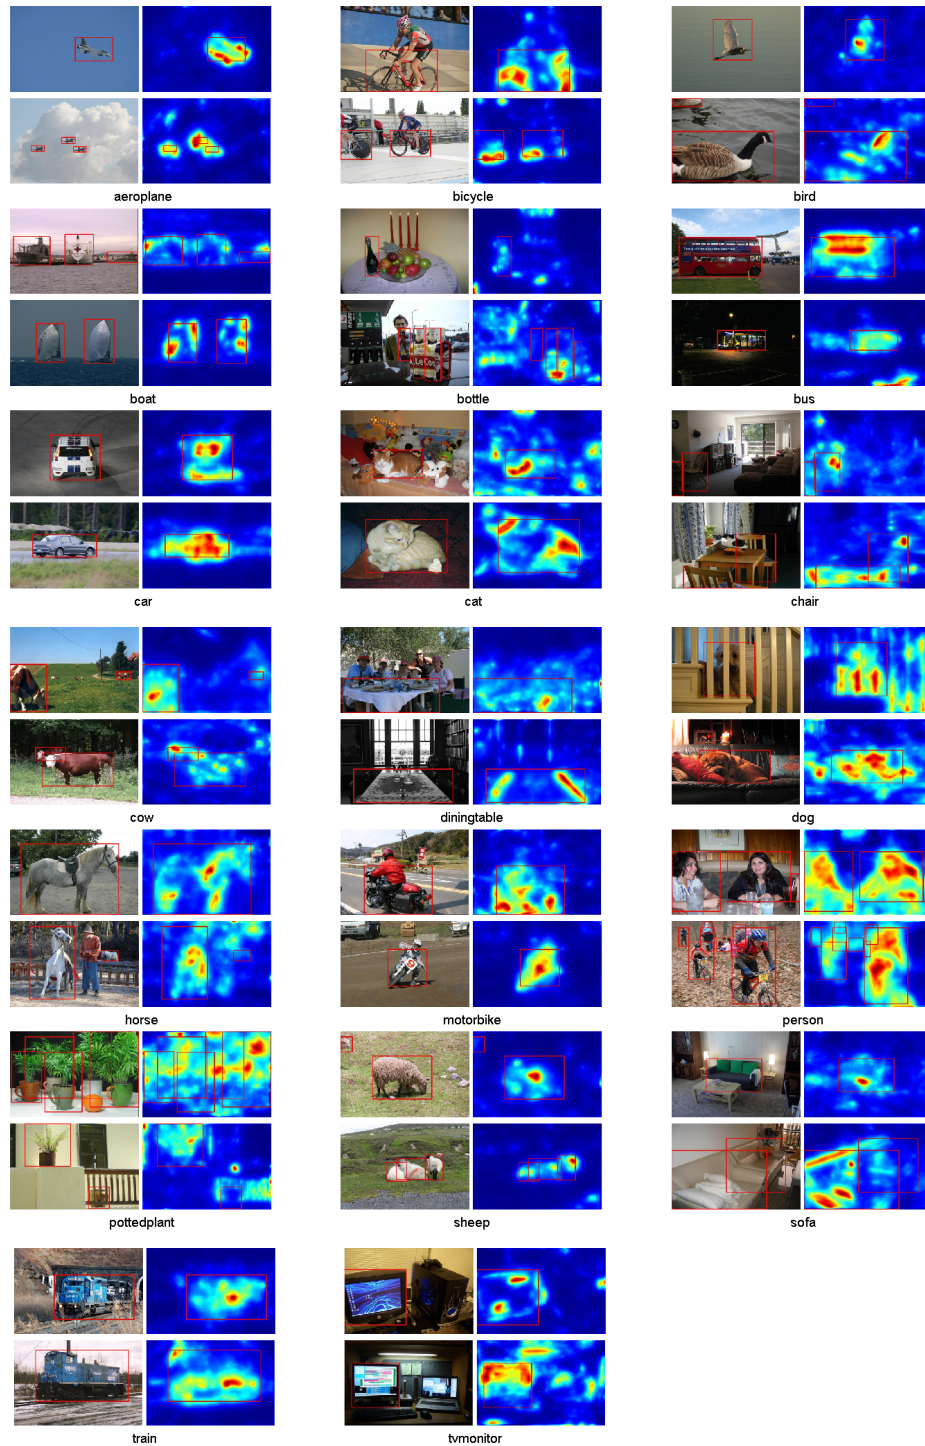 aeroplane
bicycle
bird
boat
bottle
bus
car
cat
chair
cow
diningtable
dog
horse
motorbike
person
pottedplant
sheep
sofa
train
tvmonitor